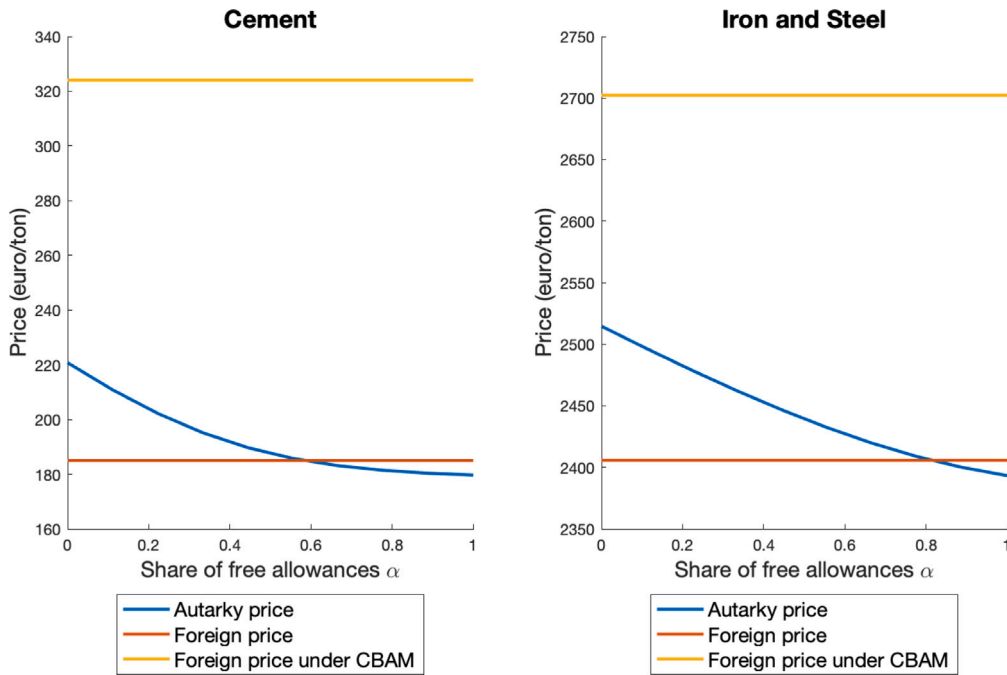 Cement
340
320
300
280
260
240
220
200
180
160
Price (euro/ton)
0 0.2 0.4 0.6 0.8 1
Share of free allowances α
Autarky price
Foreign price
Foreign price under CBAM
Iron and Steel
2750
2700
2650
2600
2550
2500
2450
2400
2350
Price (euro/ton)
0 0.2 0.4 0.6 0.8 1
Share of free allowances α
Autarky price
Foreign price
Foreign price under CBAM